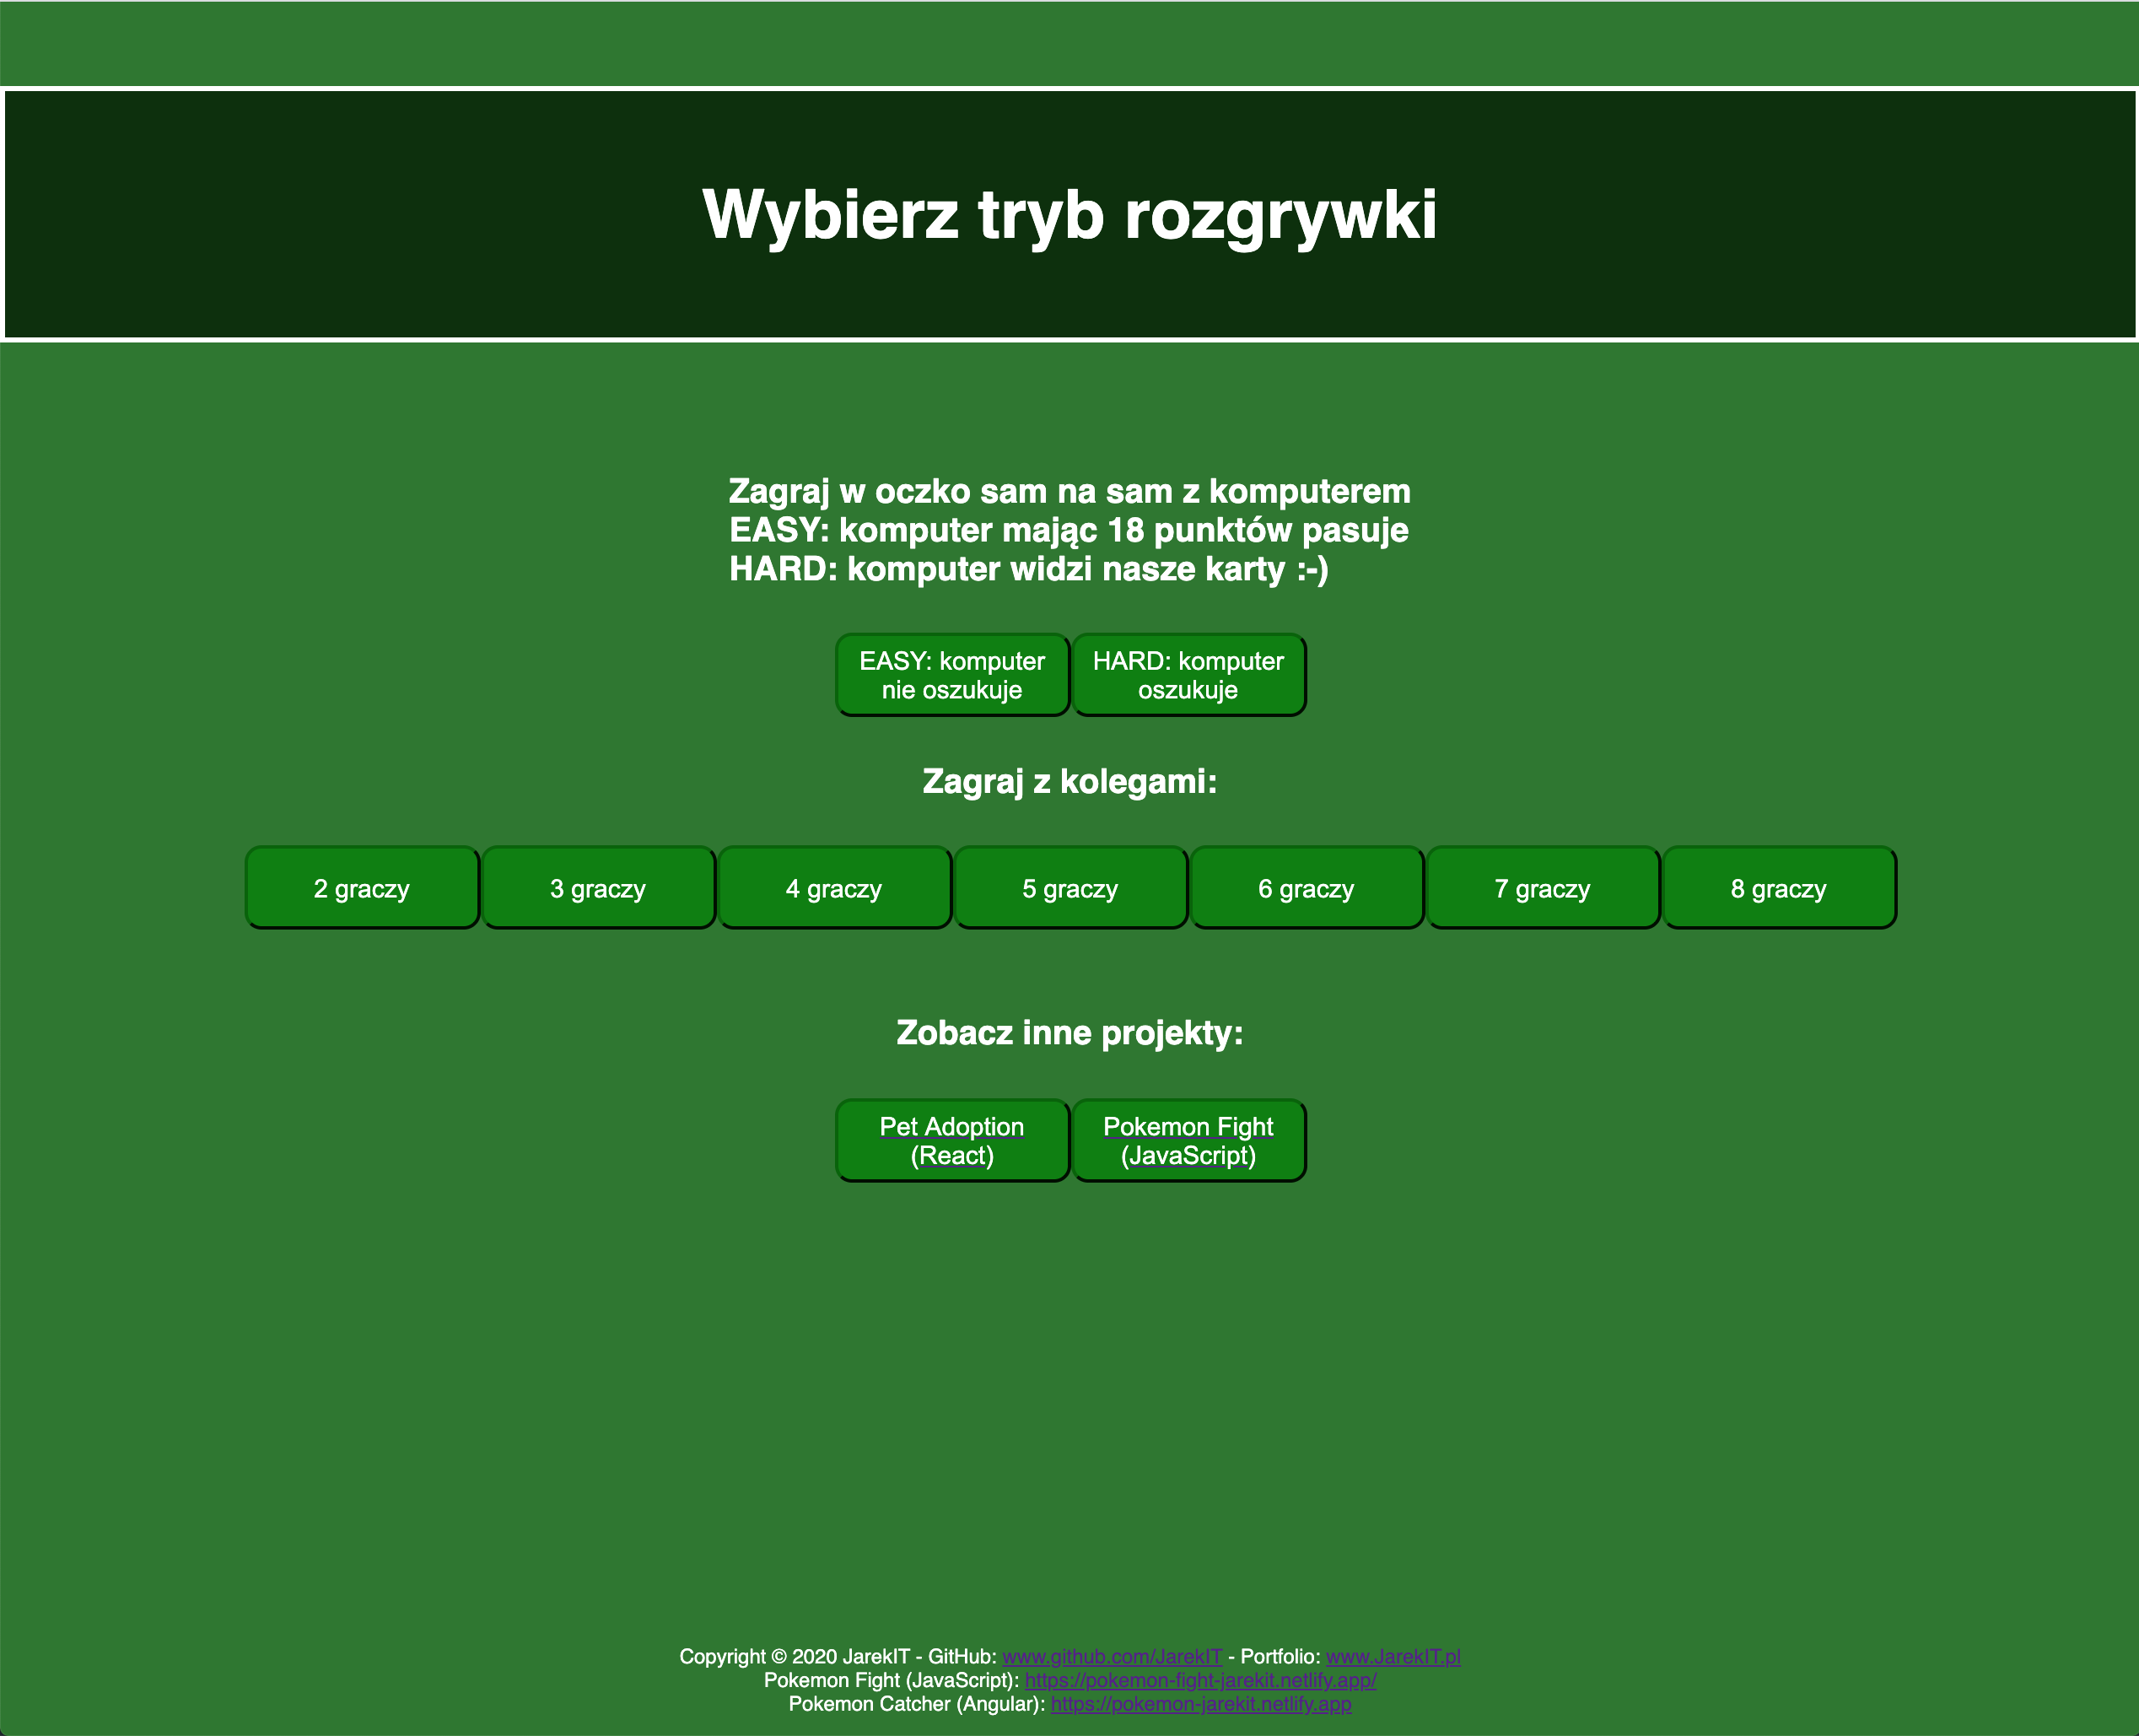 Wybierz tryb rozgrywki
Zagraj w oczko sam na sam z komputerem
EASY: komputer mając 18 punktów pasuje
HARD: komputer widzi nasze karty :-)
EASY: komputer
nie oszukuje
HARD: komputer
oszukuje
Zagraj z kolegami:
2 graczy
3 graczy
4 graczy
5 graczy
6 graczy
7 graczy
8 graczy
Zobacz inne projekty:
Pet Adoption
(React)
Pokemon Fight
(JavaScript)
Copyright © 2020 JarekIT - GitHub: www.github.com/JarekIT - Portfolio: www.JarekIT.pl
Pokemon Fight (JavaScript): https://pokemon-fight-jarekit.netlify.app/
Pokemon Catcher (Angular): https://pokemon-jarekit.netlify.app